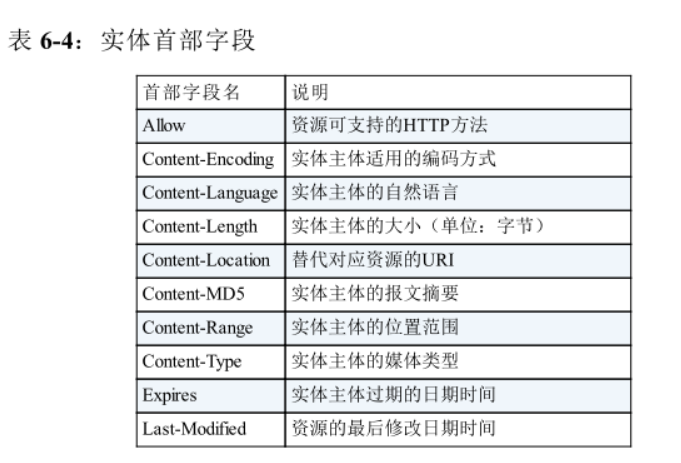 表 6-4：实体首部字段
首部字段名 说明
Allow 资源可支持的HTTP方法
Content-Encoding 实体主体适用的编码方式
Content-Language 实体主体的自然语言
Content-Length 实体主体的大小（单位：字节）
Content-Location 替代对应资源的URI
Content-MD5 实体主体的报文摘要
Content-Range 实体主体的位置范围
Content-Type 实体主体的媒体类型
Expires 实体主体过期的日期时间
Last-Modified 资源的最后修改日期时间